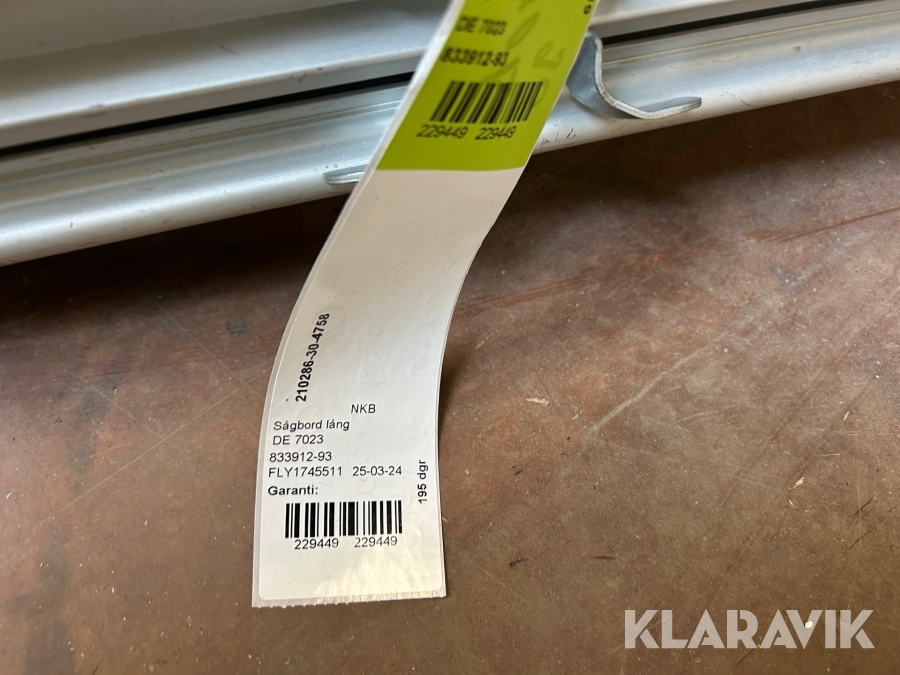 DE 7023
833912-93
229449 229449
210286-30-4758
NKB
Sågbord lång
DE 7023
833912-93
FLY1745511 25-03-24
195 dgr
Garanti:
229449 229449
KLARAVIK